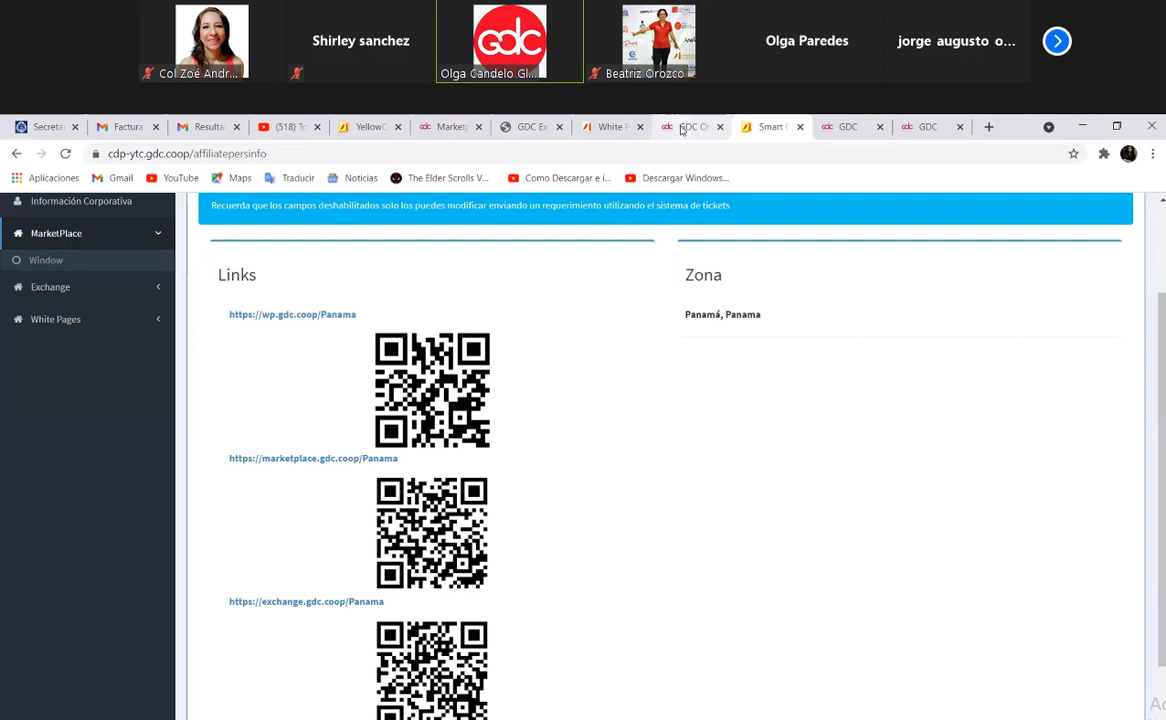 Shirley sanchez
Olga Paredes
jorge augusto o...
gdc
Col Zoé Andr...
Olga Candelo Gl...
Beatriz Orozco
Secreta
Factura
Resulta
(518) To
YellowC
Market
GDC Ex
White P
GDC O
Smart
GDC
GDC
cdp-ytc.gdc.coop/affiliatepersinfo
Aplicaciones
Gmail
YouTube
Maps
Traducir
Noticias
The Elder Scrolls V...
Como Descargar e i...
Descargar Windows...
Información Corporativa
MarketPlace
Window
Exchange
White Pages
Recuerda que los campos deshabilitados solo los puedes modificar enviando un requerimiento utilizando el sistema de tickets
Links
https://wp.gdc.coop/Panama
https://marketplace.gdc.coop/Panama
https://exchange.gdc.coop/Panama
Zona
Panamá, Panama